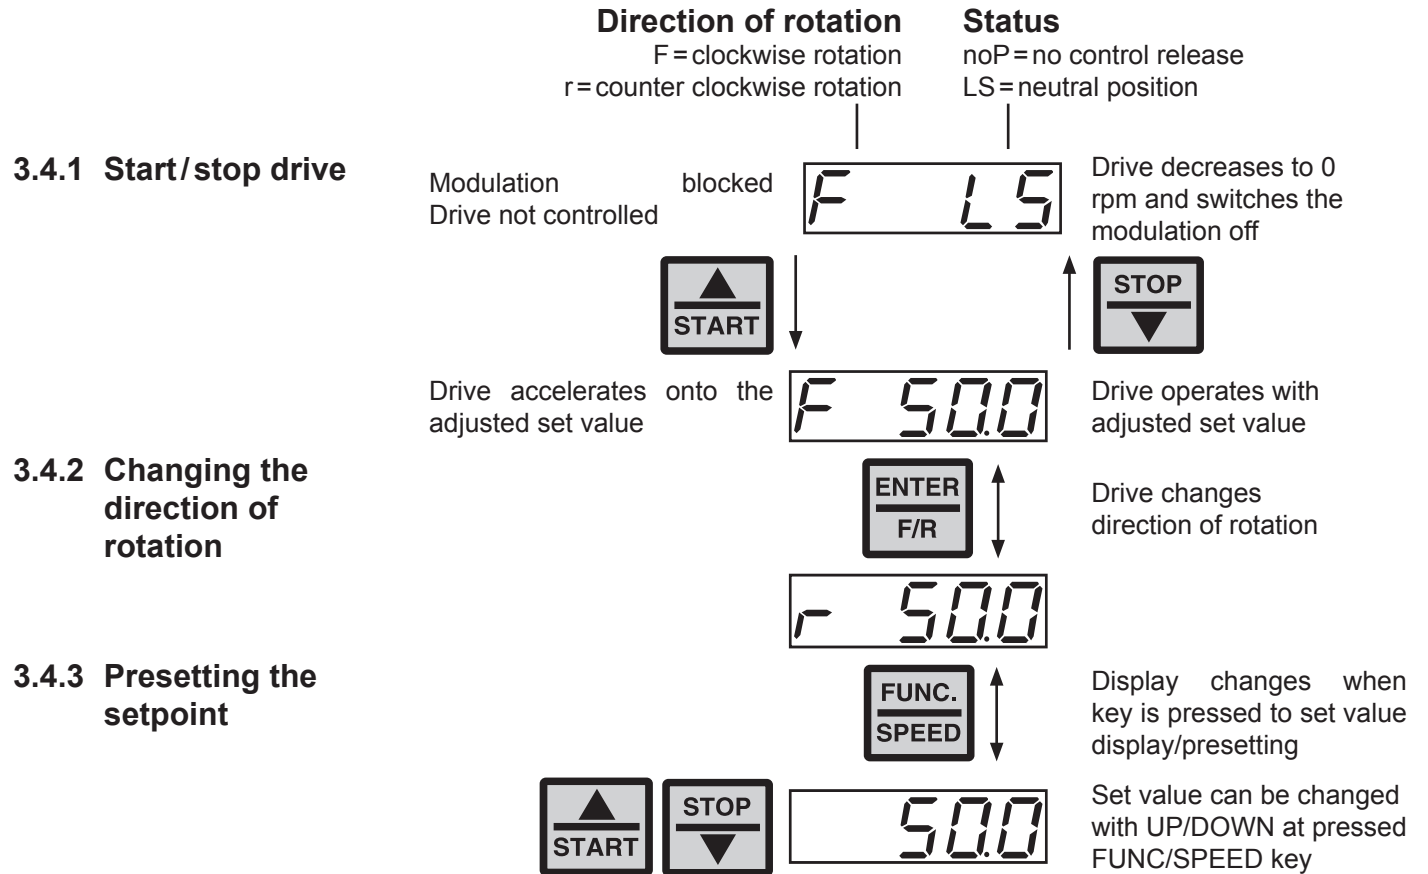 Direction of rotation
F = clockwise rotation
r = counter clockwise rotation
Status
noP = no control release
LS = neutral position
3.4.1 Start / stop drive
Modulation blocked
Drive not controlled
F LS
Drive decreases to 0
rpm and switches the
modulation off
START
STOP
Drive accelerates onto the
adjusted set value
F 50.0
Drive operates with
adjusted set value
3.4.2 Changing the
direction of
rotation
ENTER
F/R
Drive changes
direction of rotation
r 50.0
3.4.3 Presetting the
setpoint
FUNC.
SPEED
Display changes when
key is pressed to set value
display/presetting
START
STOP
50.0
Set value can be changed
with UP/DOWN at pressed
FUNC/SPEED key